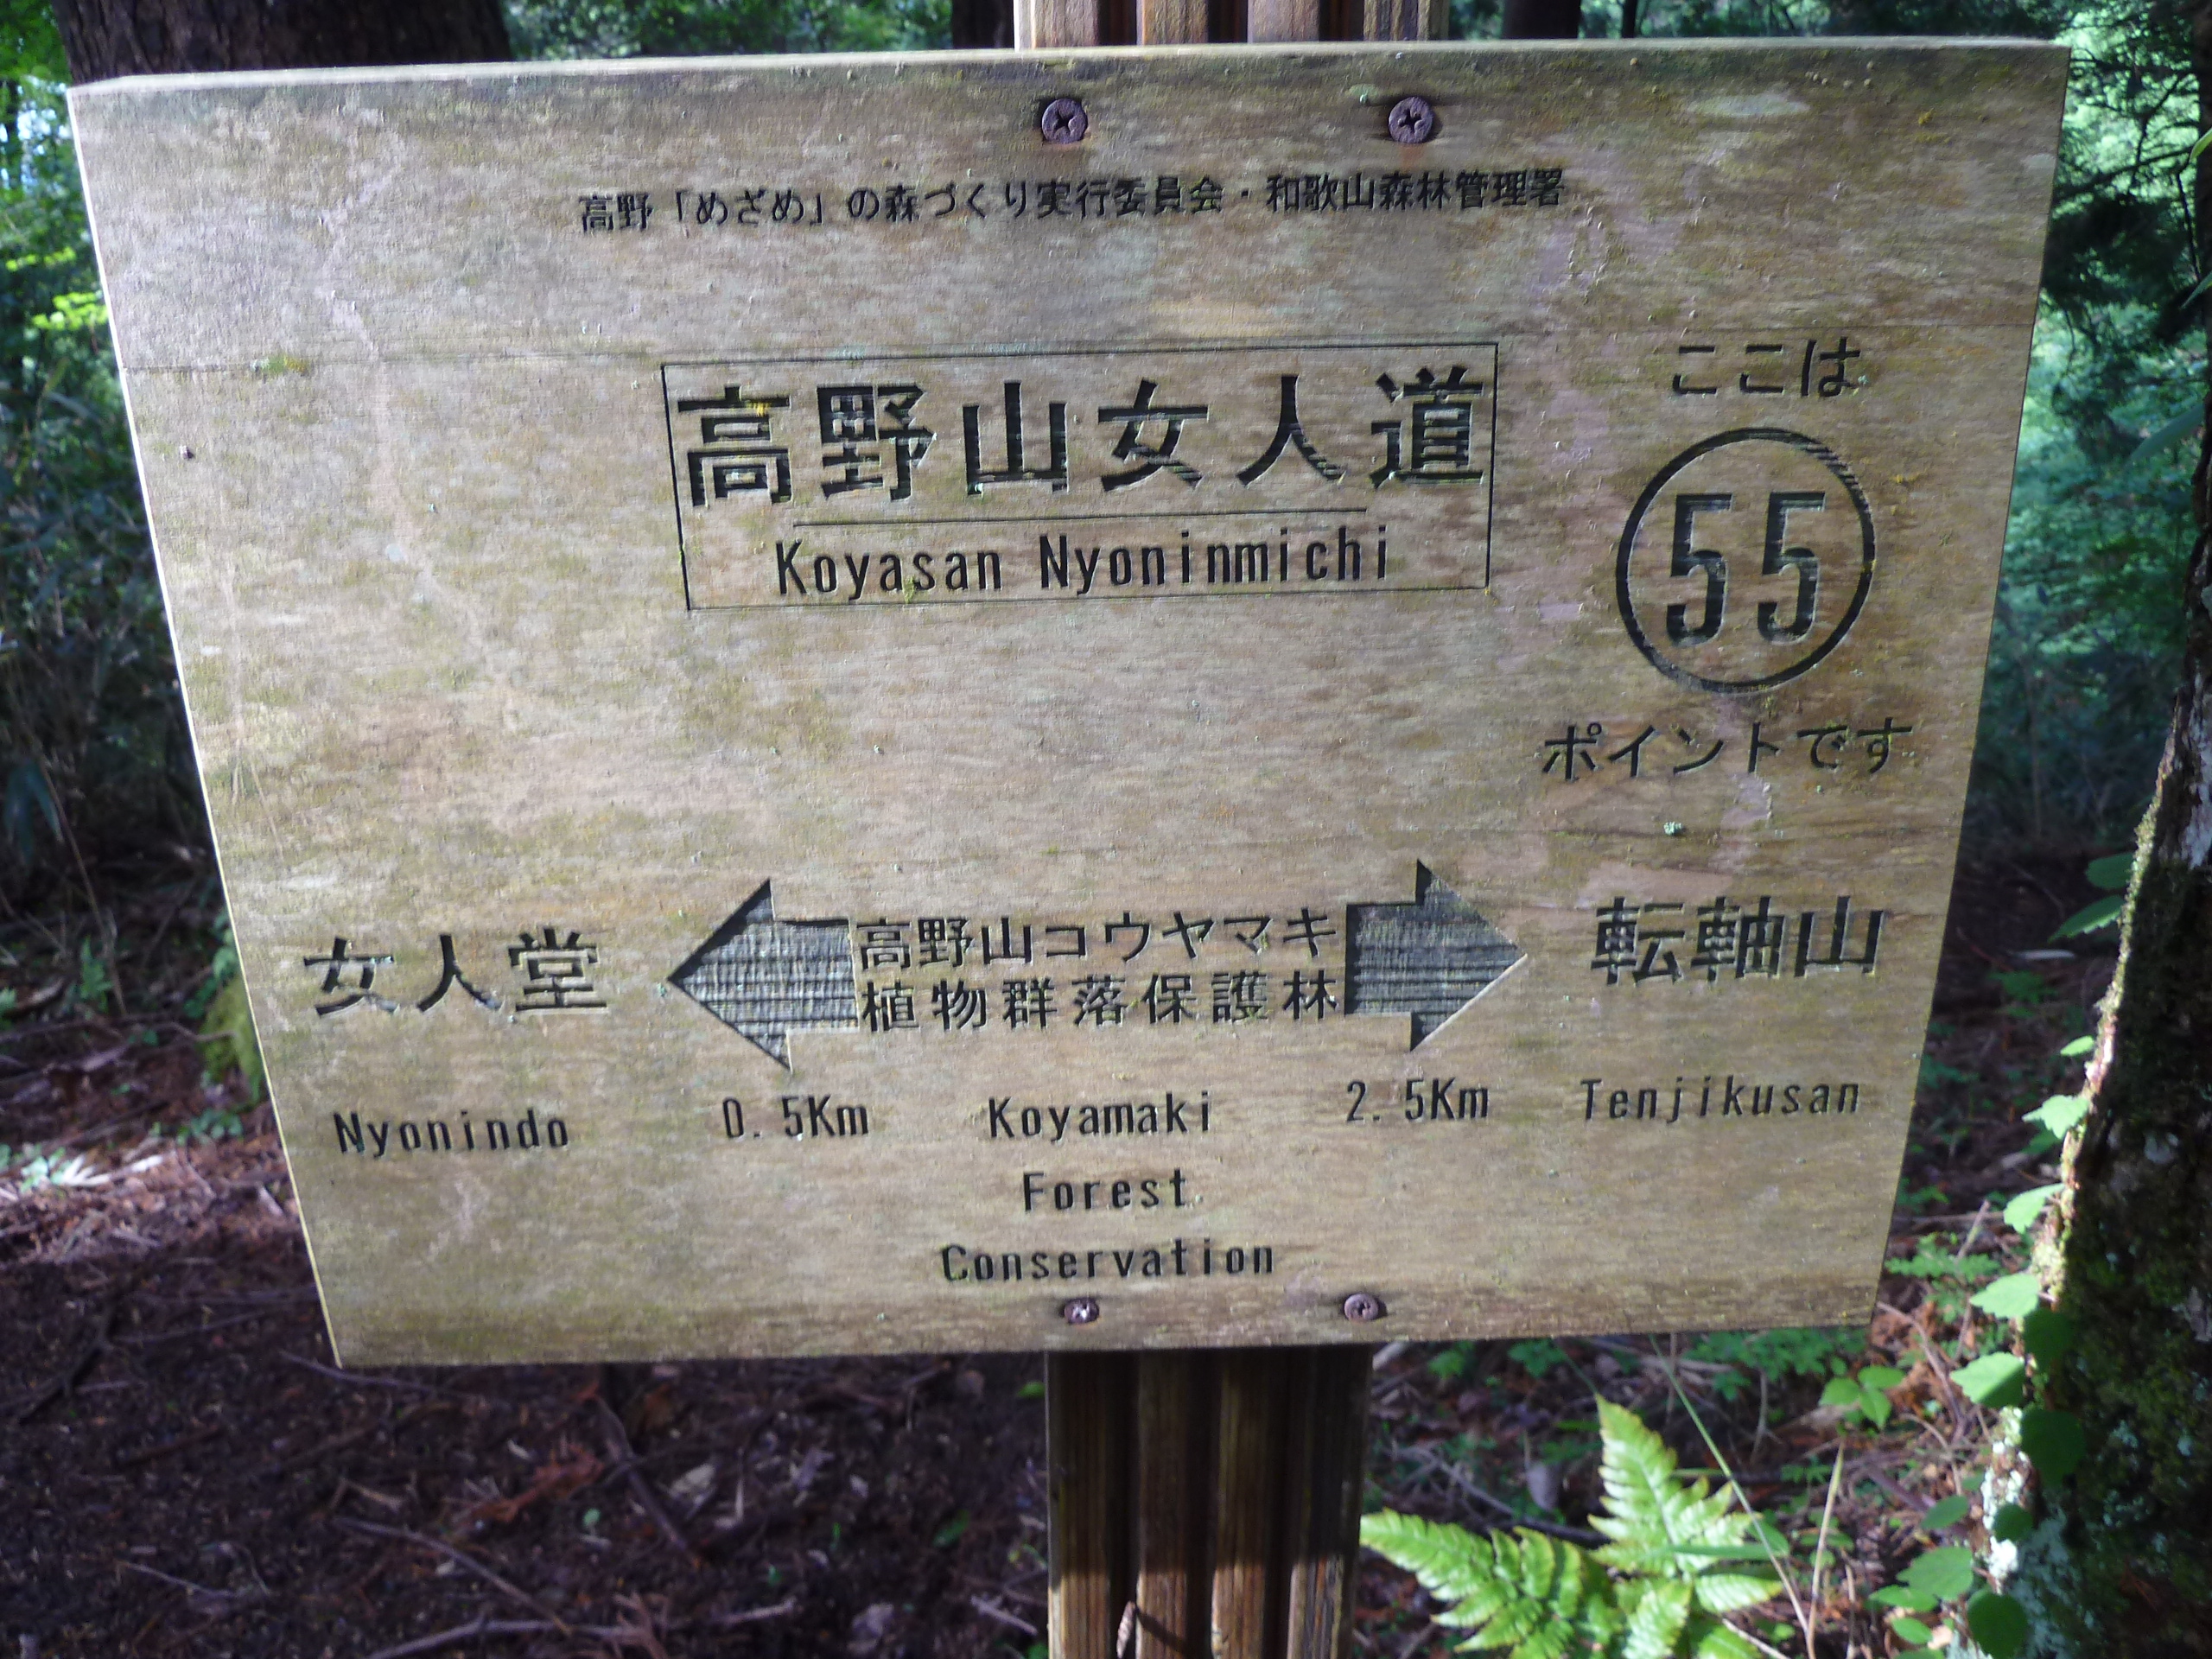 高野「めざめ」の森づくり実行委員会・和歌山森林管理署
高野山女人道
Koyasan Nyoninmichi
ここは
55
ポイントです
女人堂
高野山コウヤマキ
植物群落保護林
転軸山
Nyonindo 0.5Km Koyamaki 2.5Km Tenjikusan
Forest
Conservation